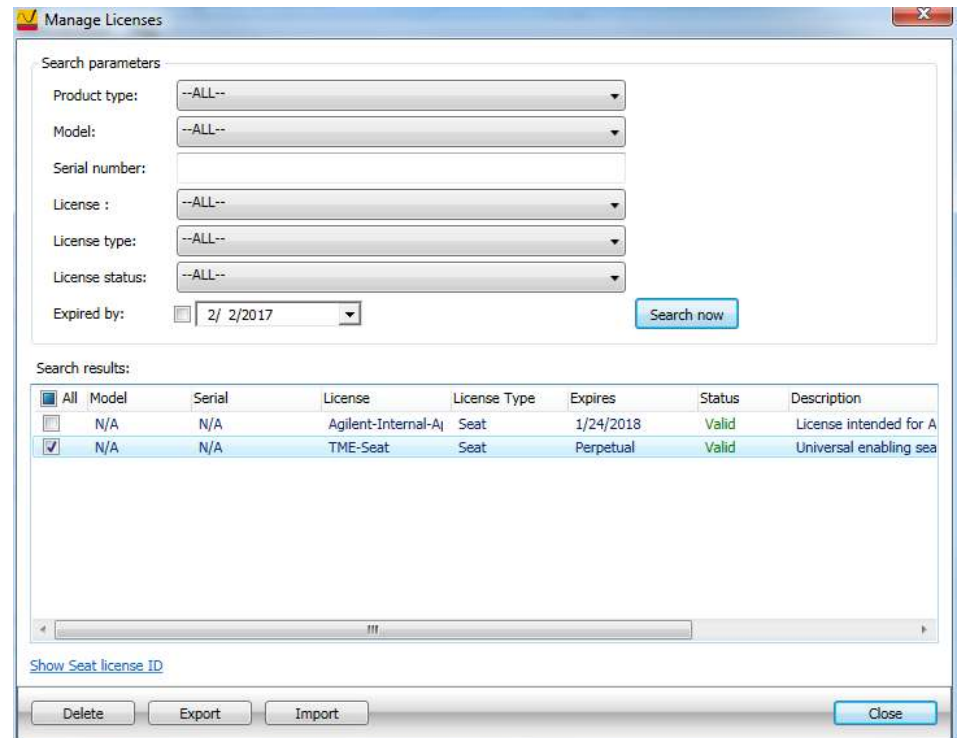 Manage Licenses
Search parameters
Product type: --ALL--
Model: --ALL--
Serial number:
License : --ALL--
License type: --ALL--
License status: --ALL--
Expired by: 2/ 2/2017 Search now
Search results:
All Model Serial License License Type Expires Status Description
N/A N/A Agilent-Internal-Ap Seat 1/24/2018 Valid License intended for A
N/A N/A TME-Seat Seat Perpetual Valid Universal enabling sea
Show Seat license ID
Delete Export Import Close